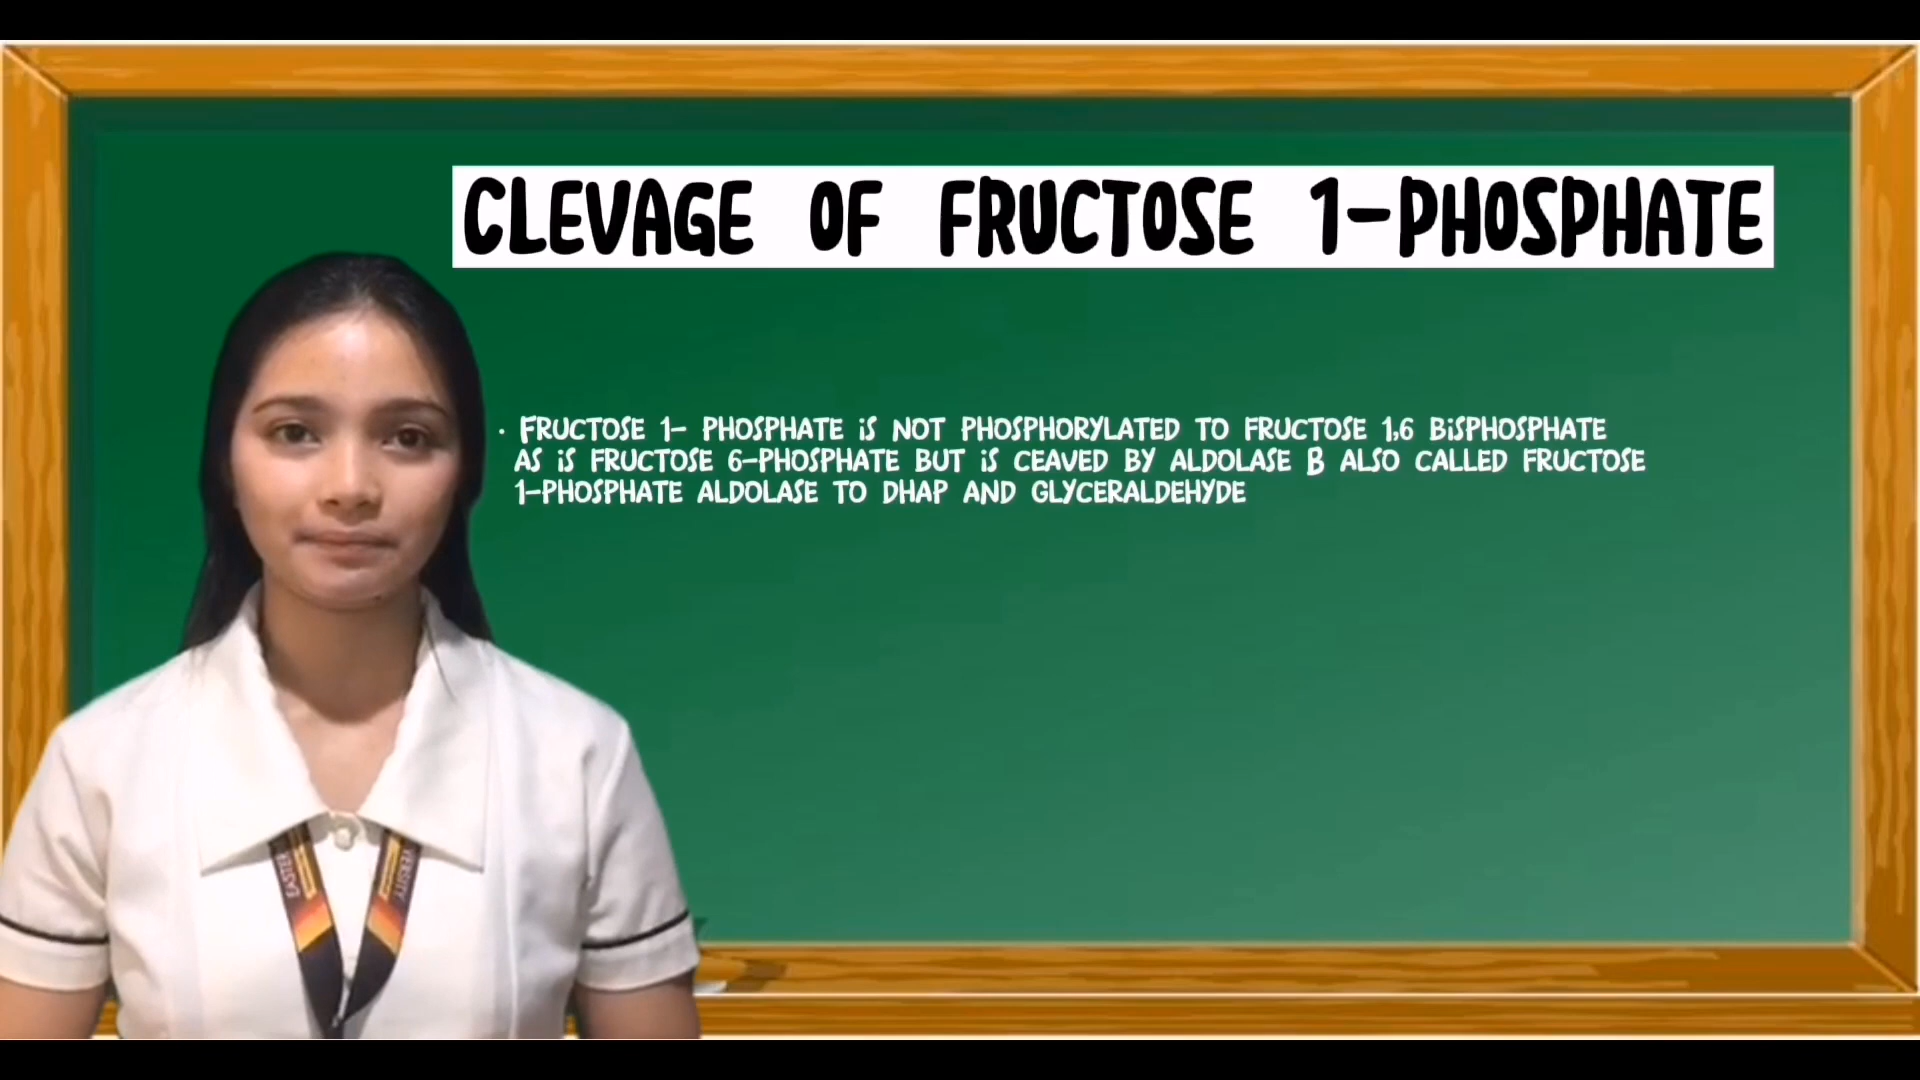 CLEVAGE OF FRUCTOSE 1-PHOSPHATE
· FRUCTOSE 1- PHOSPHATE iS NOT PHOSPHORYLATED TO FRUCTOSE 1,6 BiSPHOSPHATE
AS iS FRUCTOSE 6-PHOSPHATE BUT iS CEAVED BY ALDOLASE B ALSO CALLED FRUCTOSE
1-PHOSPHATE ALDOLASE TO DHAP AND GLYCERALDEHYDE